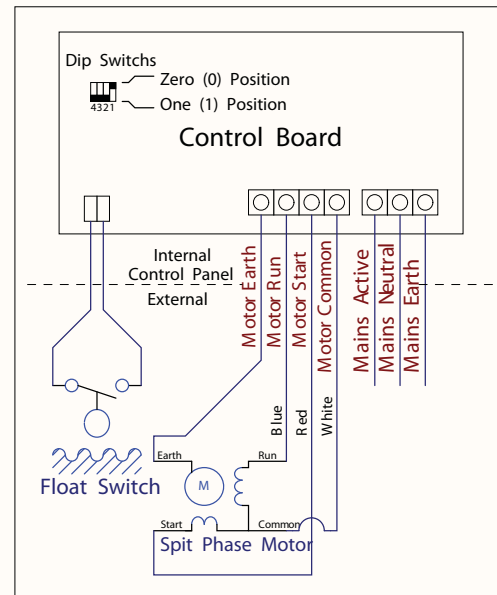 Dip Switchs
Zero (0) Position
4321
One (1) Position
Control Board
Internal
Control Panel
External
Motor Earth
Motor Run
Motor Start
Motor Common
Mains Active
Mains Neutral
Mains Earth
Blue
Red
White
Earth
Run
M
Float Switch
Start
Common
Spit Phase Motor